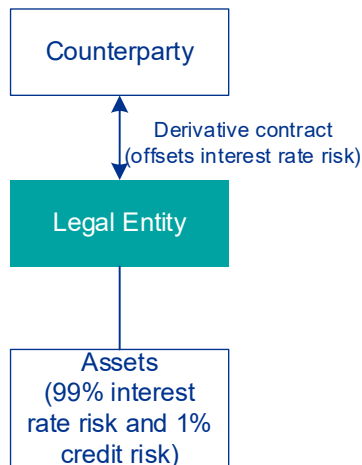 Counterparty
Derivative contract
(offsets interest rate risk)
Legal Entity
Assets
(99% interest
rate risk and 1%
credit risk)